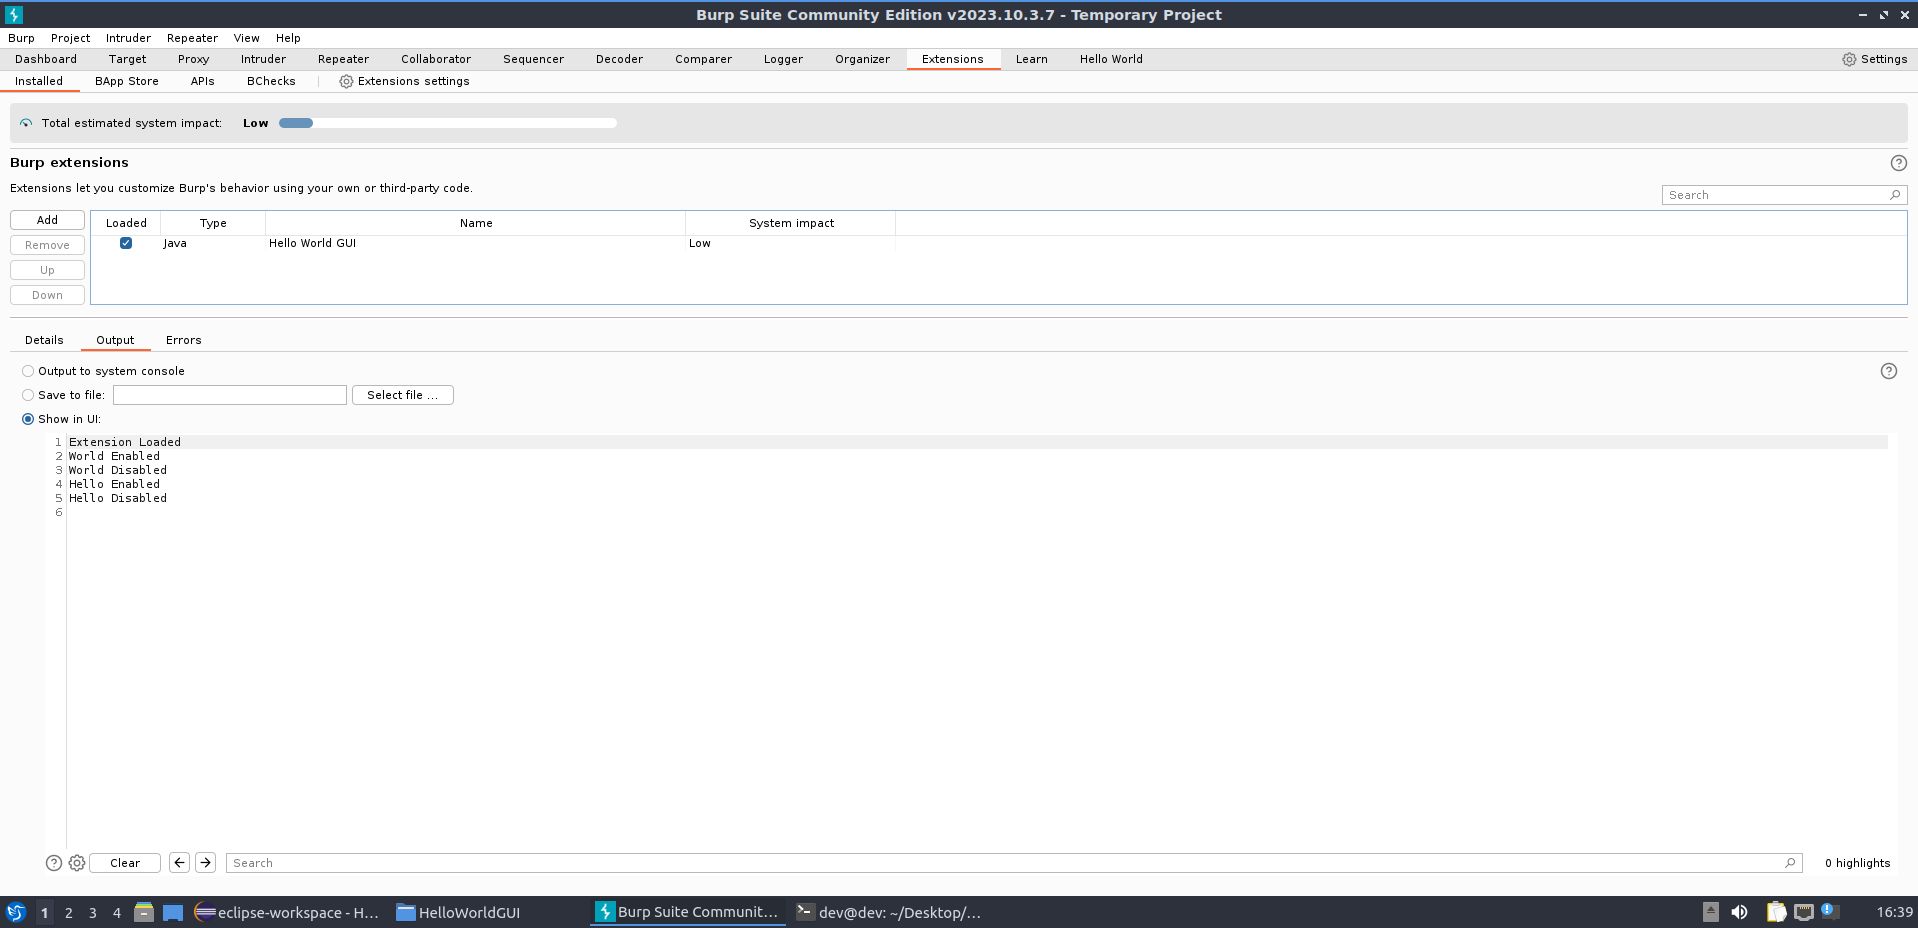 Burp Suite Community Edition v2023.10.3.7 - Temporary Project
Burp Project Intruder Repeater View Help
Dashboard Target Proxy Intruder Repeater Collaborator Sequencer Decoder Comparer Logger Organizer Extensions Learn Hello World Settings
Installed BApp Store APIs BChecks Extensions settings
Total estimated system impact: Low
Burp extensions
Extensions let you customize Burp's behavior using your own or third-party code.
Search
Add Loaded Type Name System impact
Remove Java Hello World GUI Low
Up
Down
Details Output Errors
Output to system console
Save to file: Select file ...
Show in UI:
1 Extension Loaded
2 World Enabled
3 World Disabled
4 Hello Enabled
5 Hello Disabled
6
Clear Search 0 highlights
1 2 3 4 eclipse-workspace - H... HelloWorldGUI Burp Suite Communit... dev@dev: ~/Desktop/... 16:39